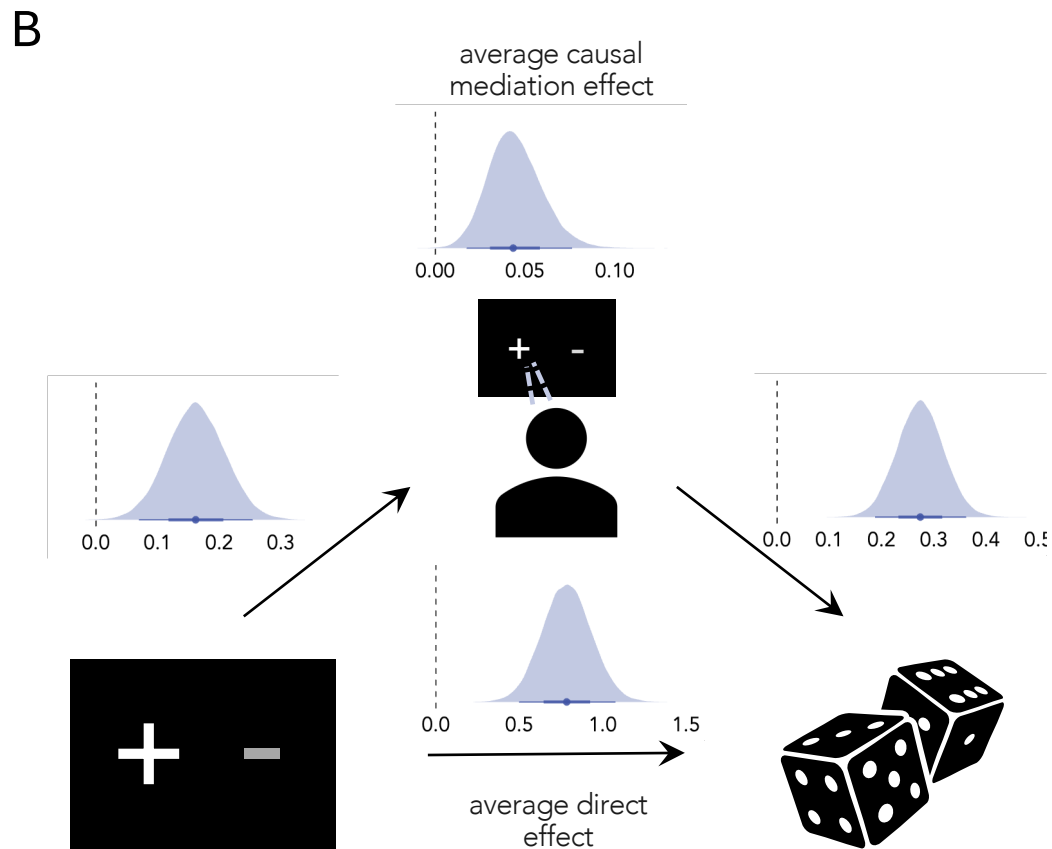 B
average causal
mediation effect
0.00 0.05 0.10
+ -
0.0 0.1 0.2 0.3
0.0 0.1 0.2 0.3 0.4 0.5
0.0 0.5 1.0 1.5
+ -
average direct
effect